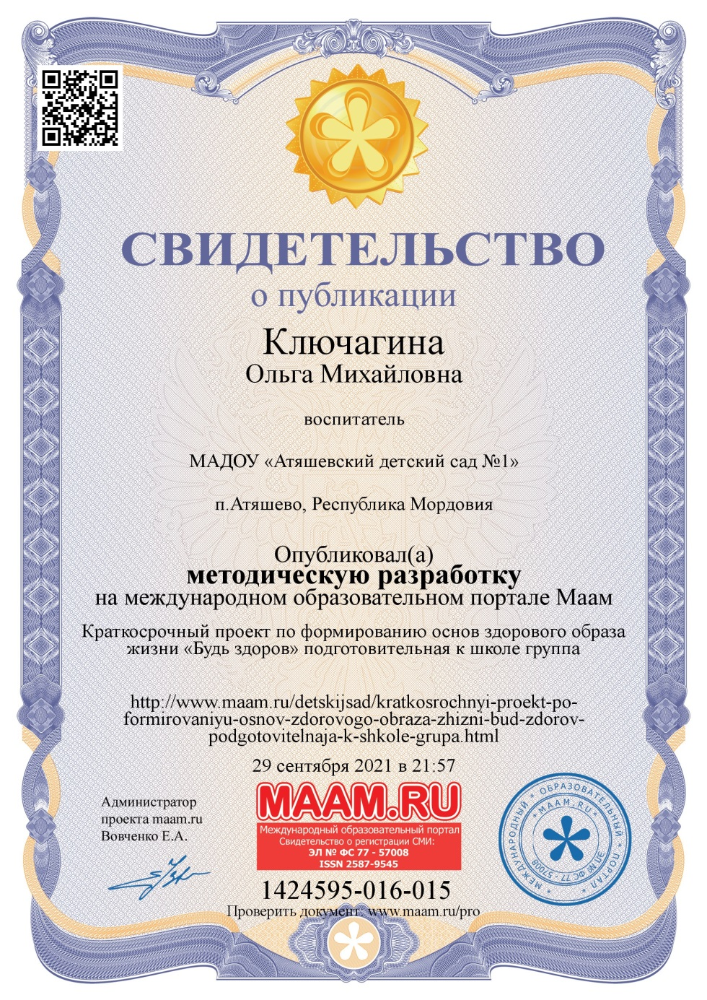 СВИДЕТЕЛЬСТВО
о публикации
Ключагина
Ольга Михайловна
воспитатель
МАДОУ «Атяшевский детский сад №1»
п.Атяшево, Республика Мордовия
Опубликовал(а)
методическую разработку
на международном образовательном портале Маам
Краткосрочный проект по формированию основ здорового образа
жизни «Будь здоров» подготовительная к школе группа
http://www.maam.ru/detskijsad/kratkosrochnyi-proekt-po-
formirovaniyu-osnov-zdorovogo-obraza-zhizni-bud-zdorov-
podgotovitelnaja-k-shkole-grupa.html
29 сентября 2021 в 21:57
Администратор
проекта maam.ru
Вовченко Е.А.
MAAM.RU
Международный образовательный портал
Свидетельство о регистрации СМИ:
ЭЛ № ФС 77 - 57008
ISSN 2587-9545
* МЕЖДУНАРОДНЫЙ * ОБРАЗОВАТЕЛЬНЫЙ * ПОРТАЛ *
* MAAM.RU *
ЭЛ № ФС 77 - 57008
1424595-016-015
Проверить документ: www.maam.ru/pro